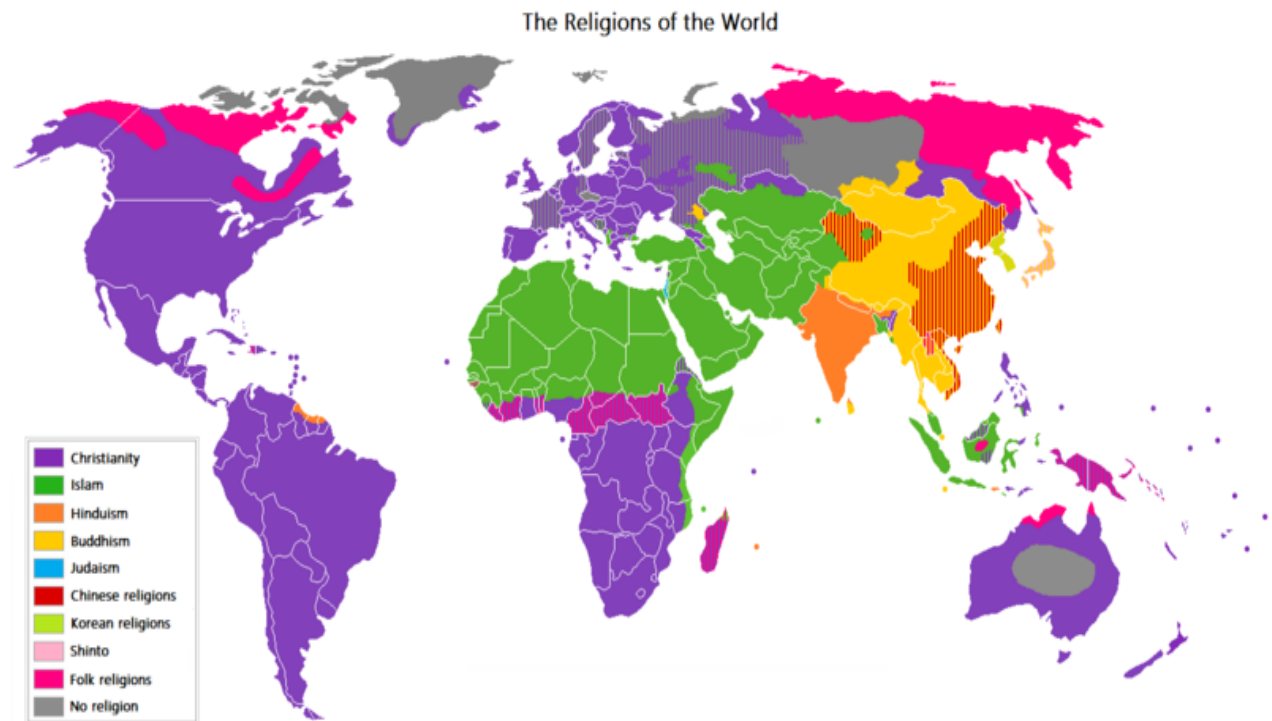 The Religions of the World
Christianity
Islam
Hinduism
Buddhism
Judaism
Chinese religions
Korean religions
Shinto
Folk religions
No religion